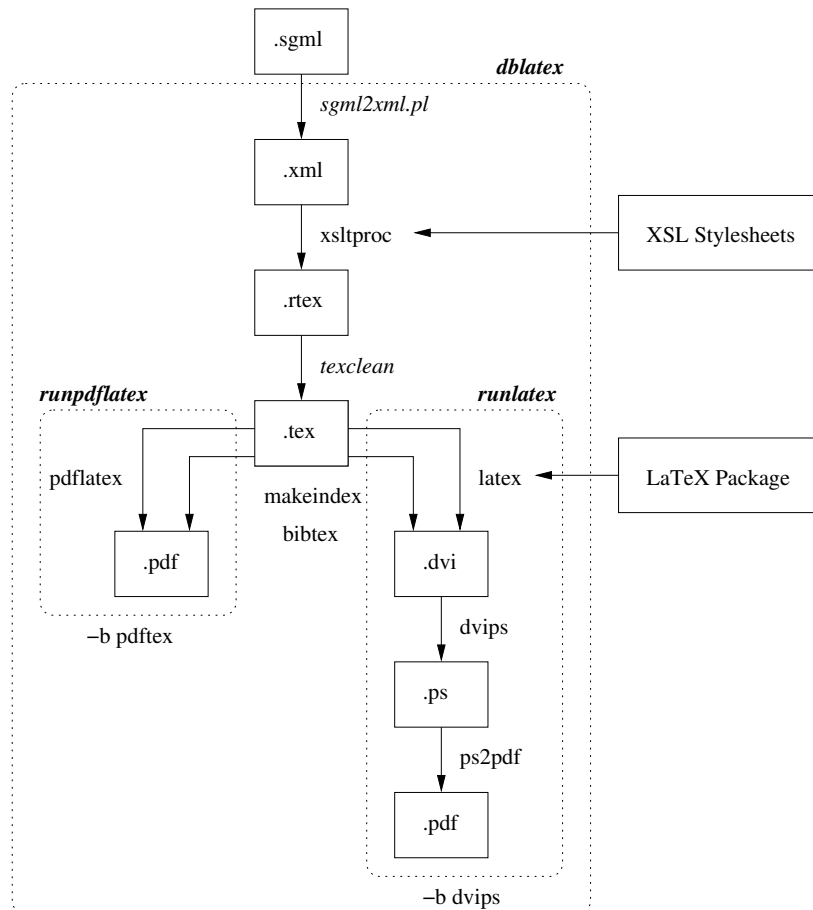 .sgml
dblatex
sgml2xml.pl
.xml
xsltproc
XSL Stylesheets
.rtex
texclean
runpdflatex
runlatex
.tex
pdflatex
latex
LaTeX Package
makeindex
bibtex
.pdf
.dvi
dvips
−b pdftex
.ps
ps2pdf
.pdf
−b dvips